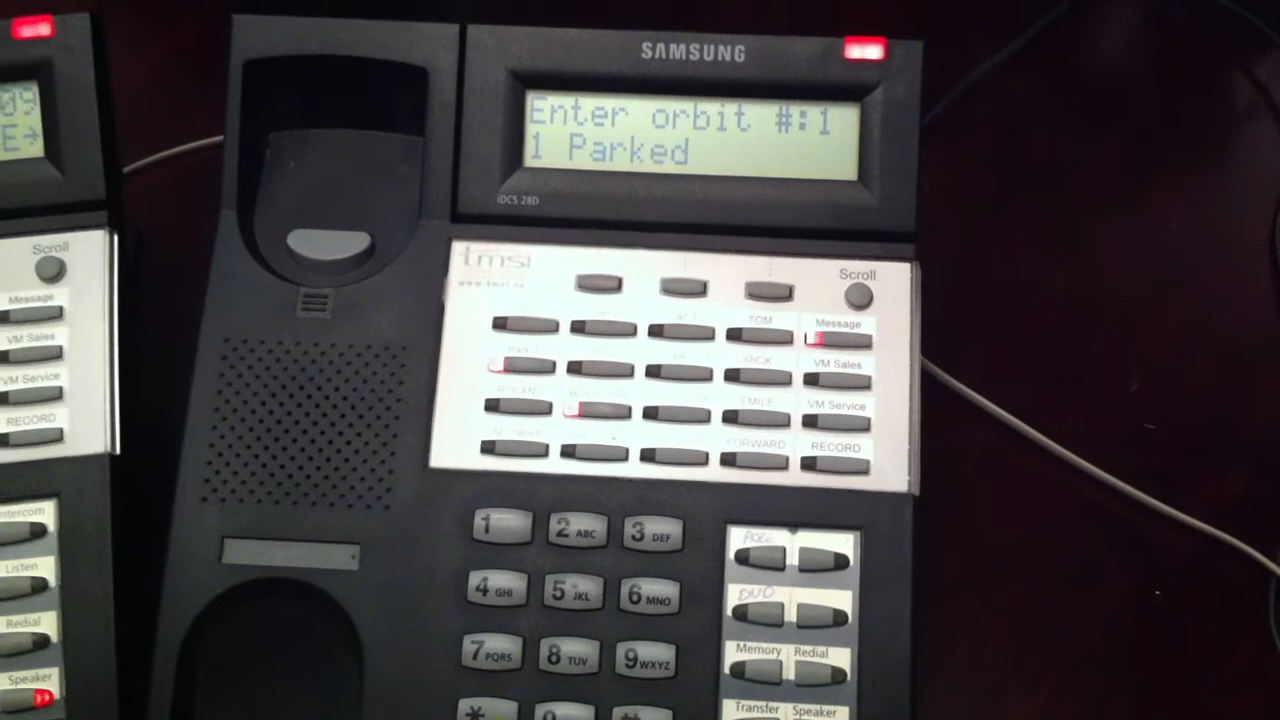 SAMSUNG
Enter orbit #:1
1 Parked
iDCS 28D
09
E→
tmsi
Scroll
Scroll
Message
VM Sales
VM Service
RECORD
TOM
Message
RICK
VM Sales
EMILE
VM Service
FORWARD
RECORD
1
2 ABC
3 DEF
4 GHI
5 JKL
6 MNO
7 PQRS
8 TUV
9 WXYZ
Intercom
Listen
Redial
Speaker
Memory
Redial
Transfer
Speaker